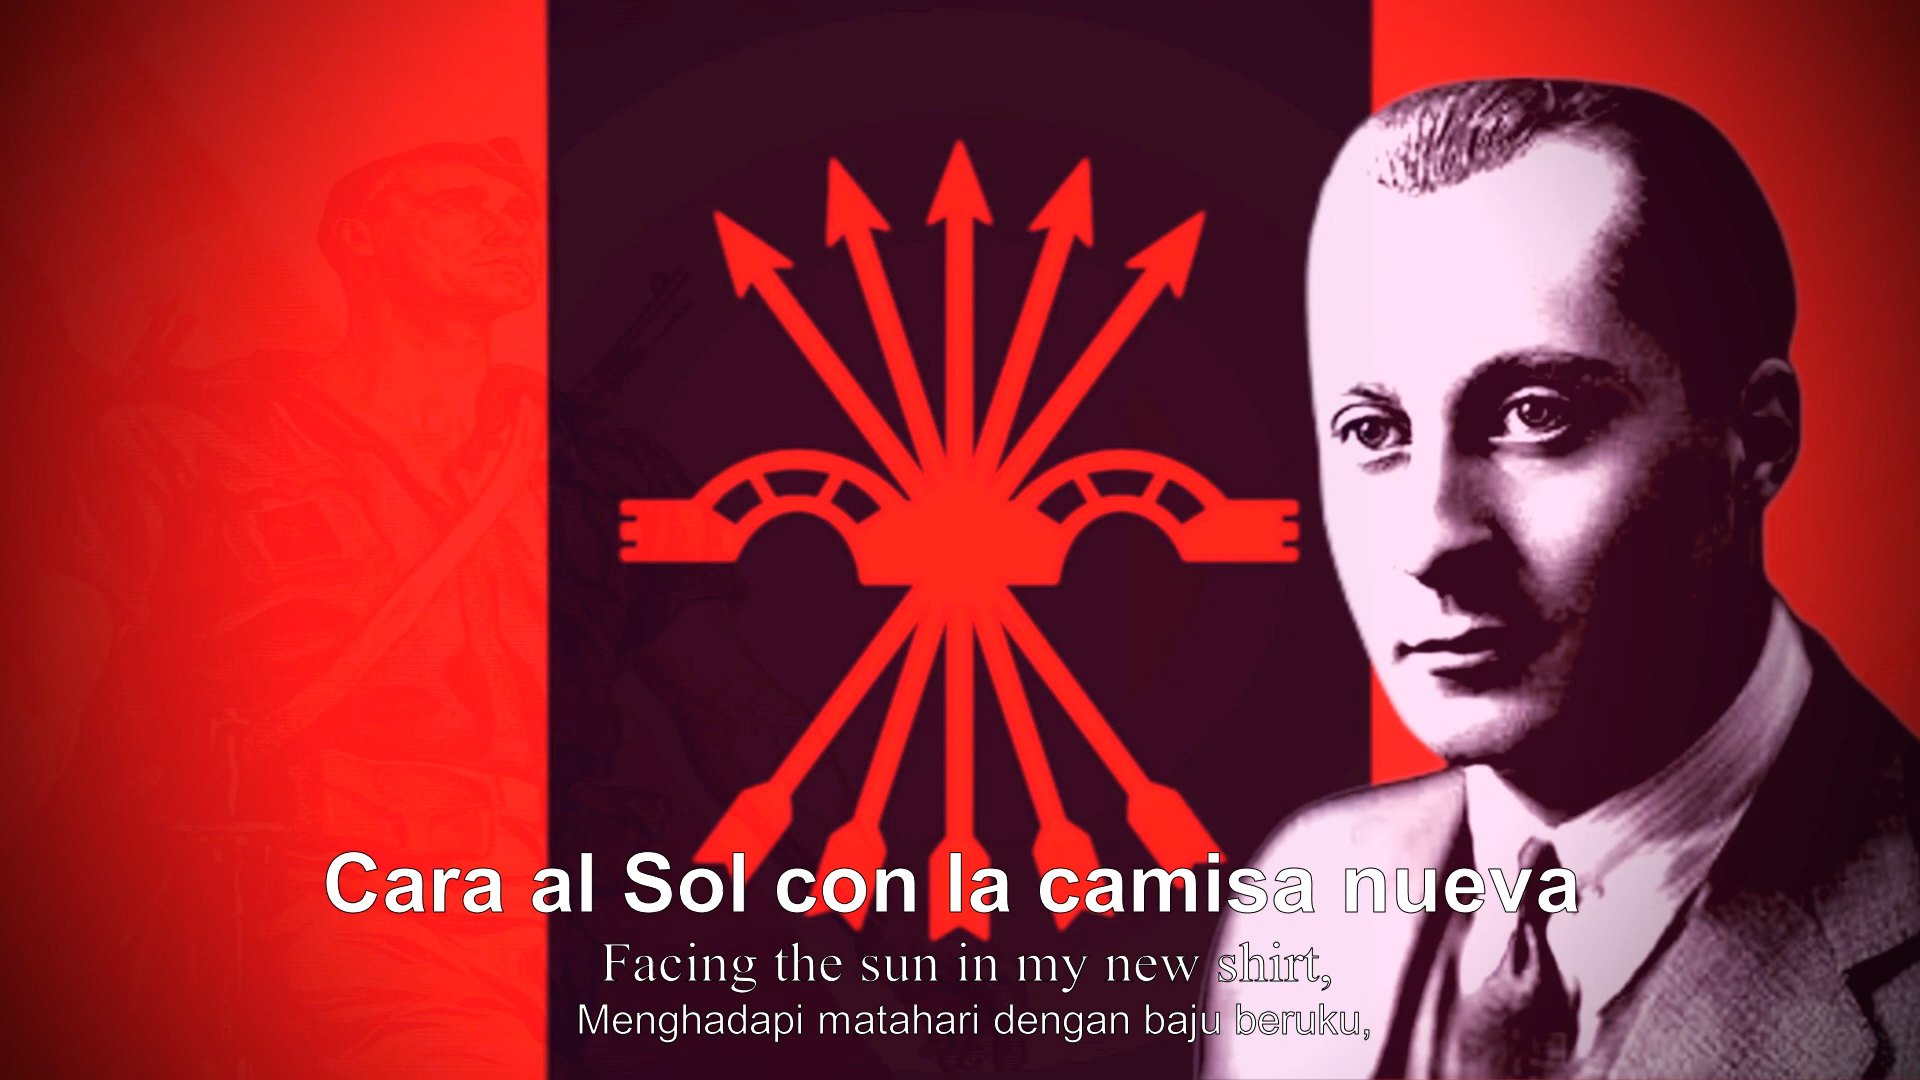 Cara al Sol con la camisa nueva
Facing the sun in my new shirt,
Menghadapi matahari dengan baju beruku,